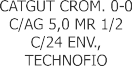 CATGUT CROM. 0-0
C/AG 5,0 MR 1/2
C/24 ENV.,
TECHNOFIO